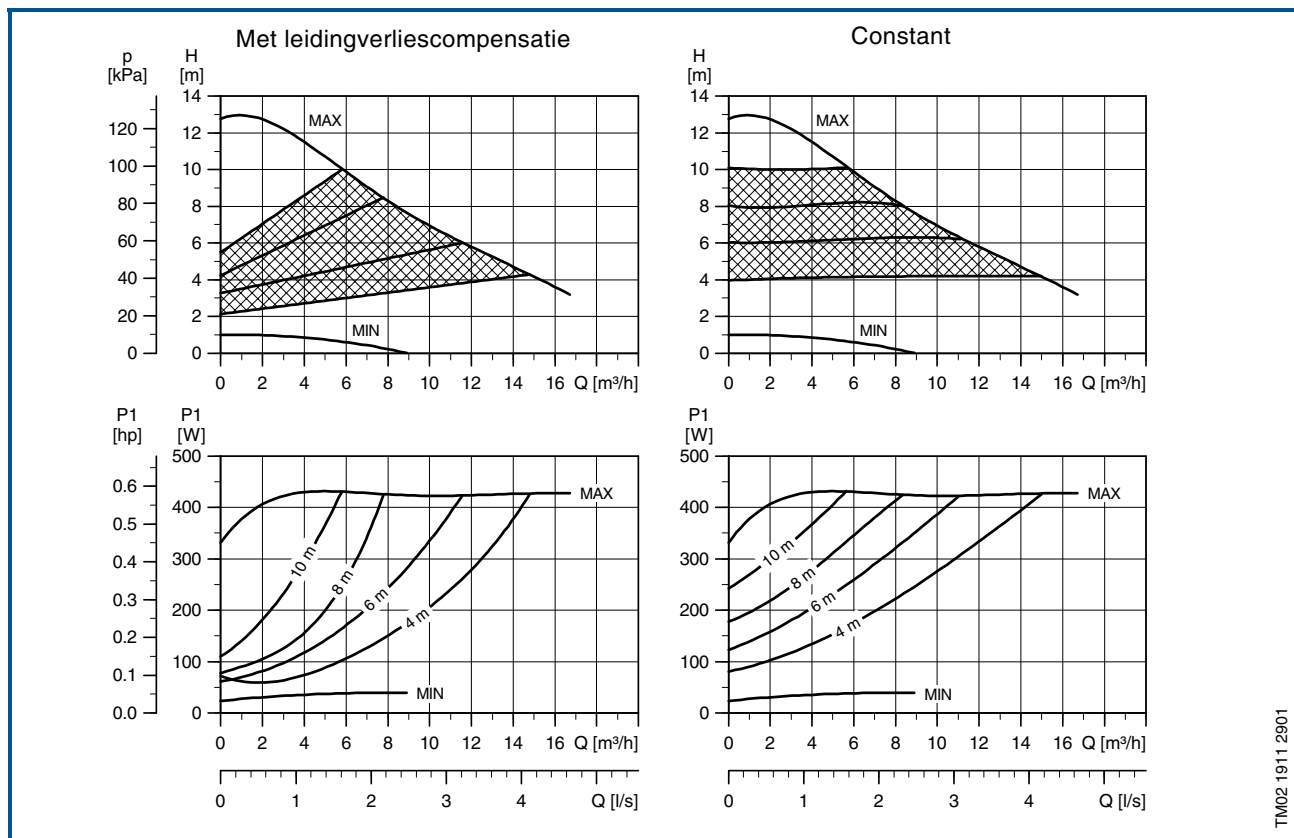 Met leidingverliescompensatie
Constant
p
[kPa]
H
[m]
H
[m]
14
12
10
8
6
4
2
0
120
100
80
60
40
20
0
MAX
MIN
0 2 4 6 8 10 12 14 16 Q [m³/h]
14
12
10
8
6
4
2
0
MAX
MIN
0 2 4 6 8 10 12 14 16 Q [m³/h]
P1
[hp]
P1
[W]
P1
[W]
0.6
0.5
0.4
0.3
0.2
0.1
0.0
500
400
300
200
100
0
MAX
10 m
8 m
6 m
4 m
MIN
0 2 4 6 8 10 12 14 16 Q [m³/h]
0 1 2 3 4 Q [l/s]
500
400
300
200
100
0
MAX
10 m
8 m
6 m
4 m
MIN
0 2 4 6 8 10 12 14 16 Q [m³/h]
0 1 2 3 4 Q [l/s]
TM02 1911 2901